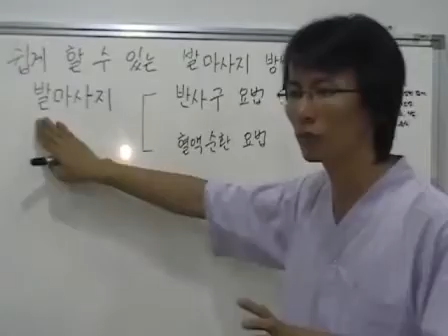 쉽게 할 수 있는 발마사지
발마사지
반사구 요법
혈액순환 요법